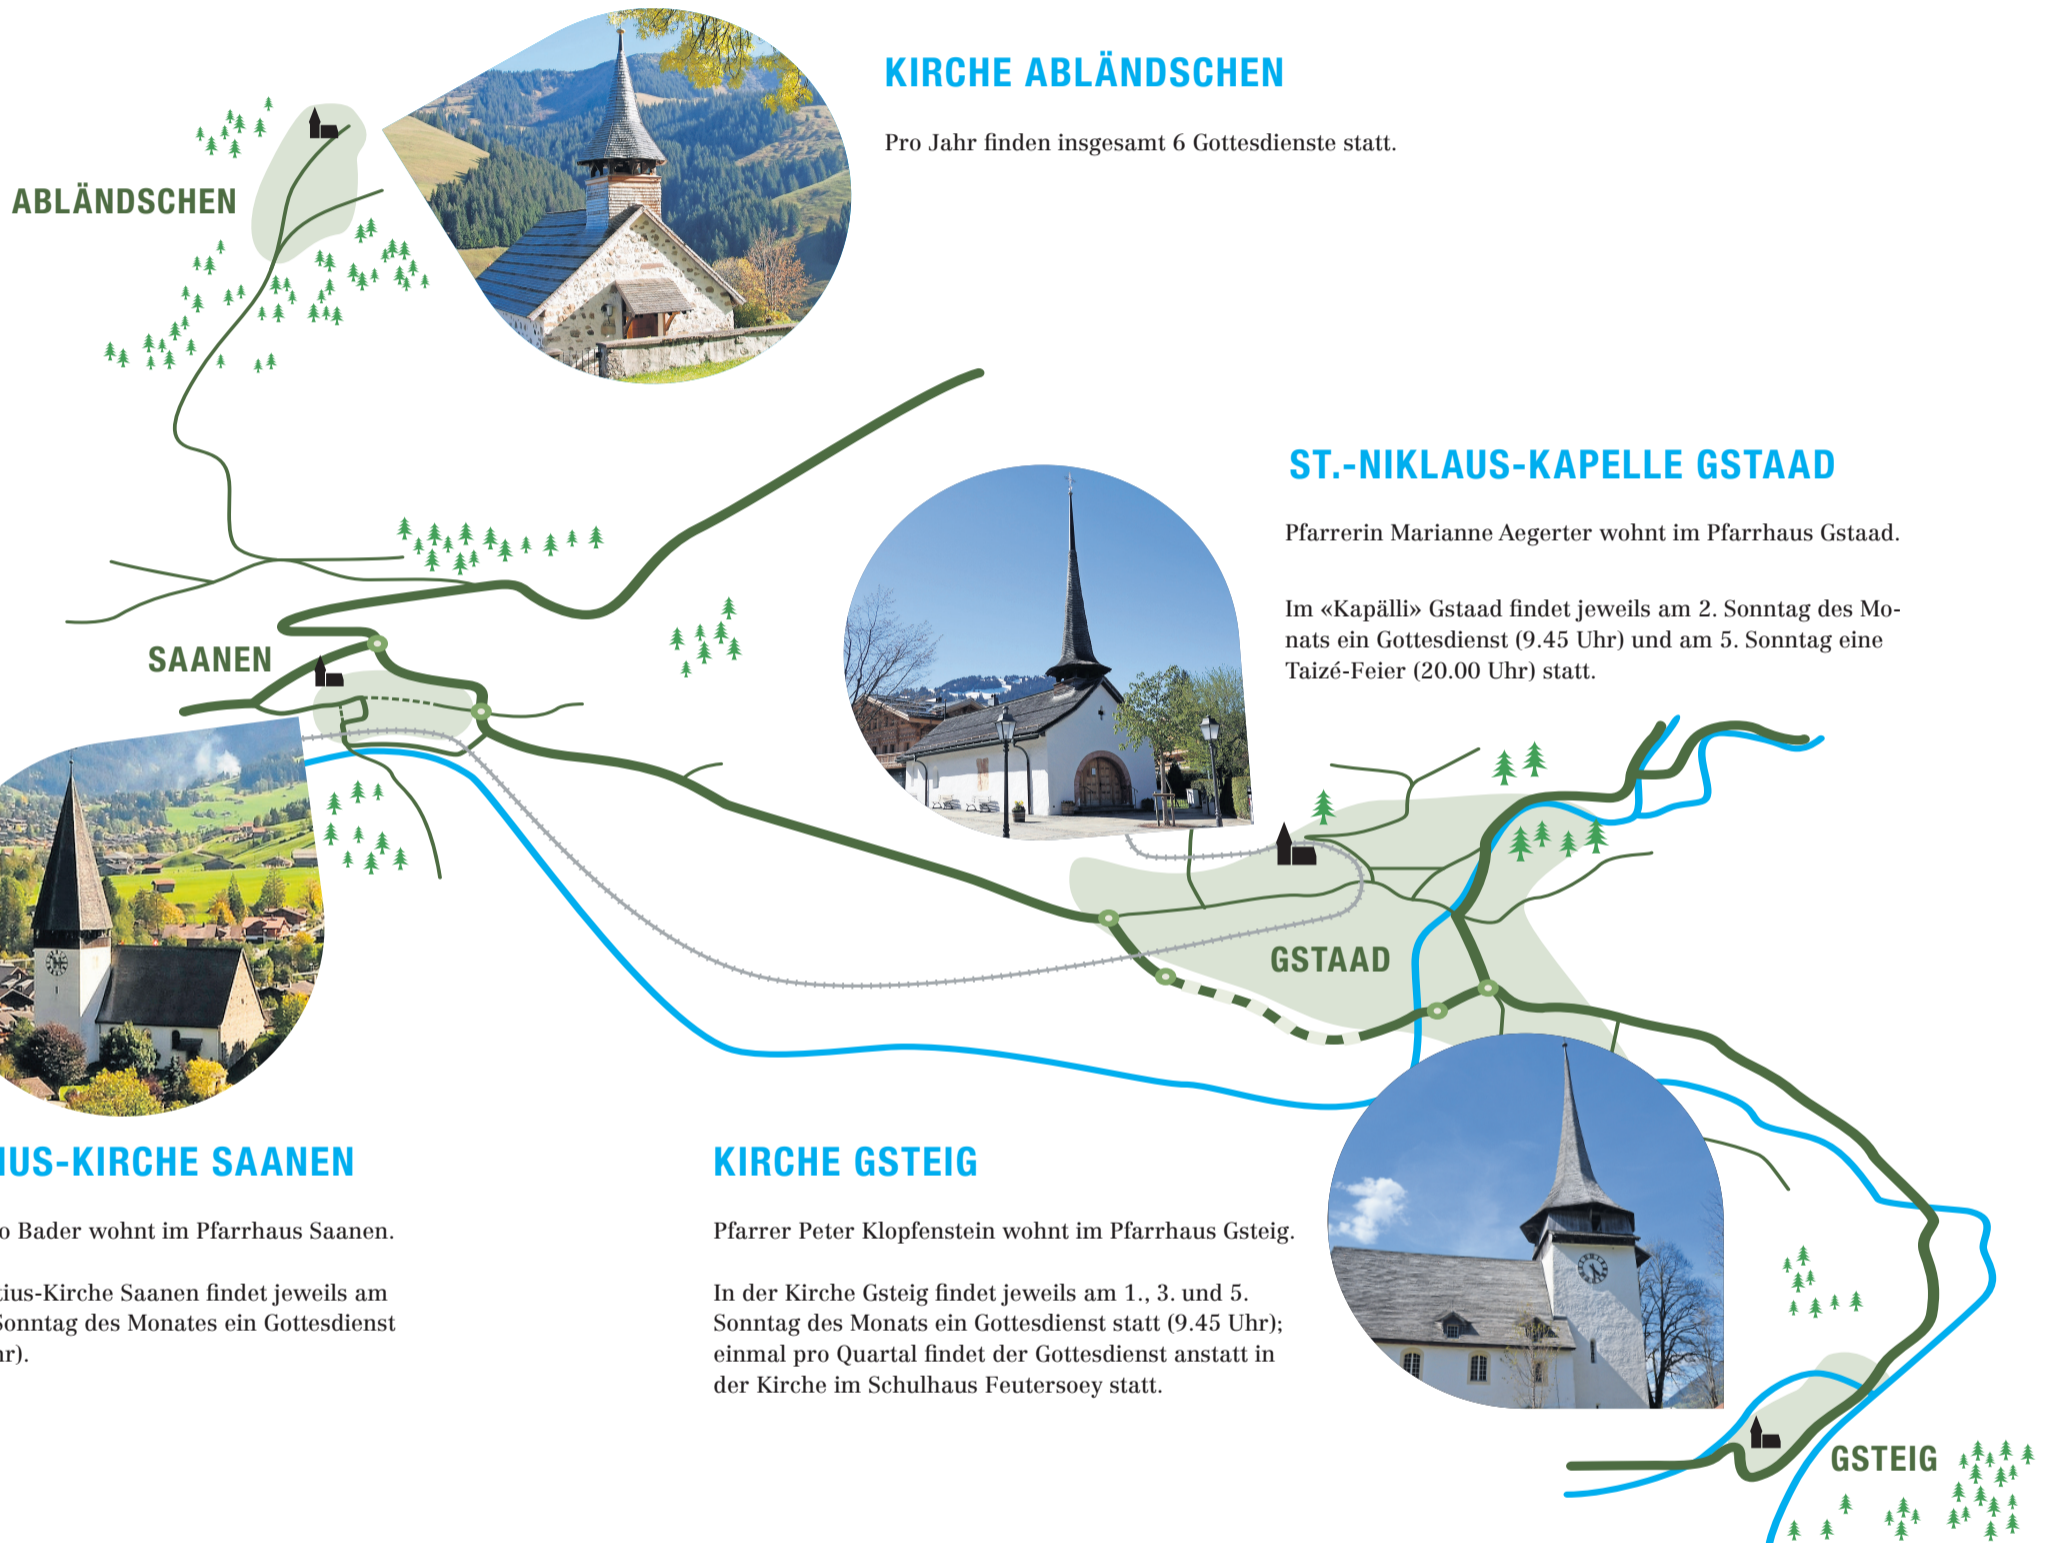 KIRCHE ABLÄNDSCHEN
Pro Jahr finden insgesamt 6 Gottesdienste statt.
ABLÄNDSCHEN
ST.-NIKLAUS-KAPELLE GSTAAD
Pfarrerin Marianne Aegerter wohnt im Pfarrhaus Gstaad.
Im «Kapälli» Gstaad findet jeweils am 2. Sonntag des Mo-
nats ein Gottesdienst (9.45 Uhr) und am 5. Sonntag eine
Taizé-Feier (20.00 Uhr) statt.
SAANEN
GSTAAD
IUS-KIRCHE SAANEN
o Bader wohnt im Pfarrhaus Saanen.
tius-Kirche Saanen findet jeweils am
Sonntag des Monates ein Gottesdienst
hr).
KIRCHE GSTEIG
Pfarrer Peter Klopfenstein wohnt im Pfarrhaus Gsteig.
In der Kirche Gsteig findet jeweils am 1., 3. und 5.
Sonntag des Monats ein Gottesdienst statt (9.45 Uhr);
einmal pro Quartal findet der Gottesdienst anstatt in
der Kirche im Schulhaus Feutersoey statt.
GSTEIG